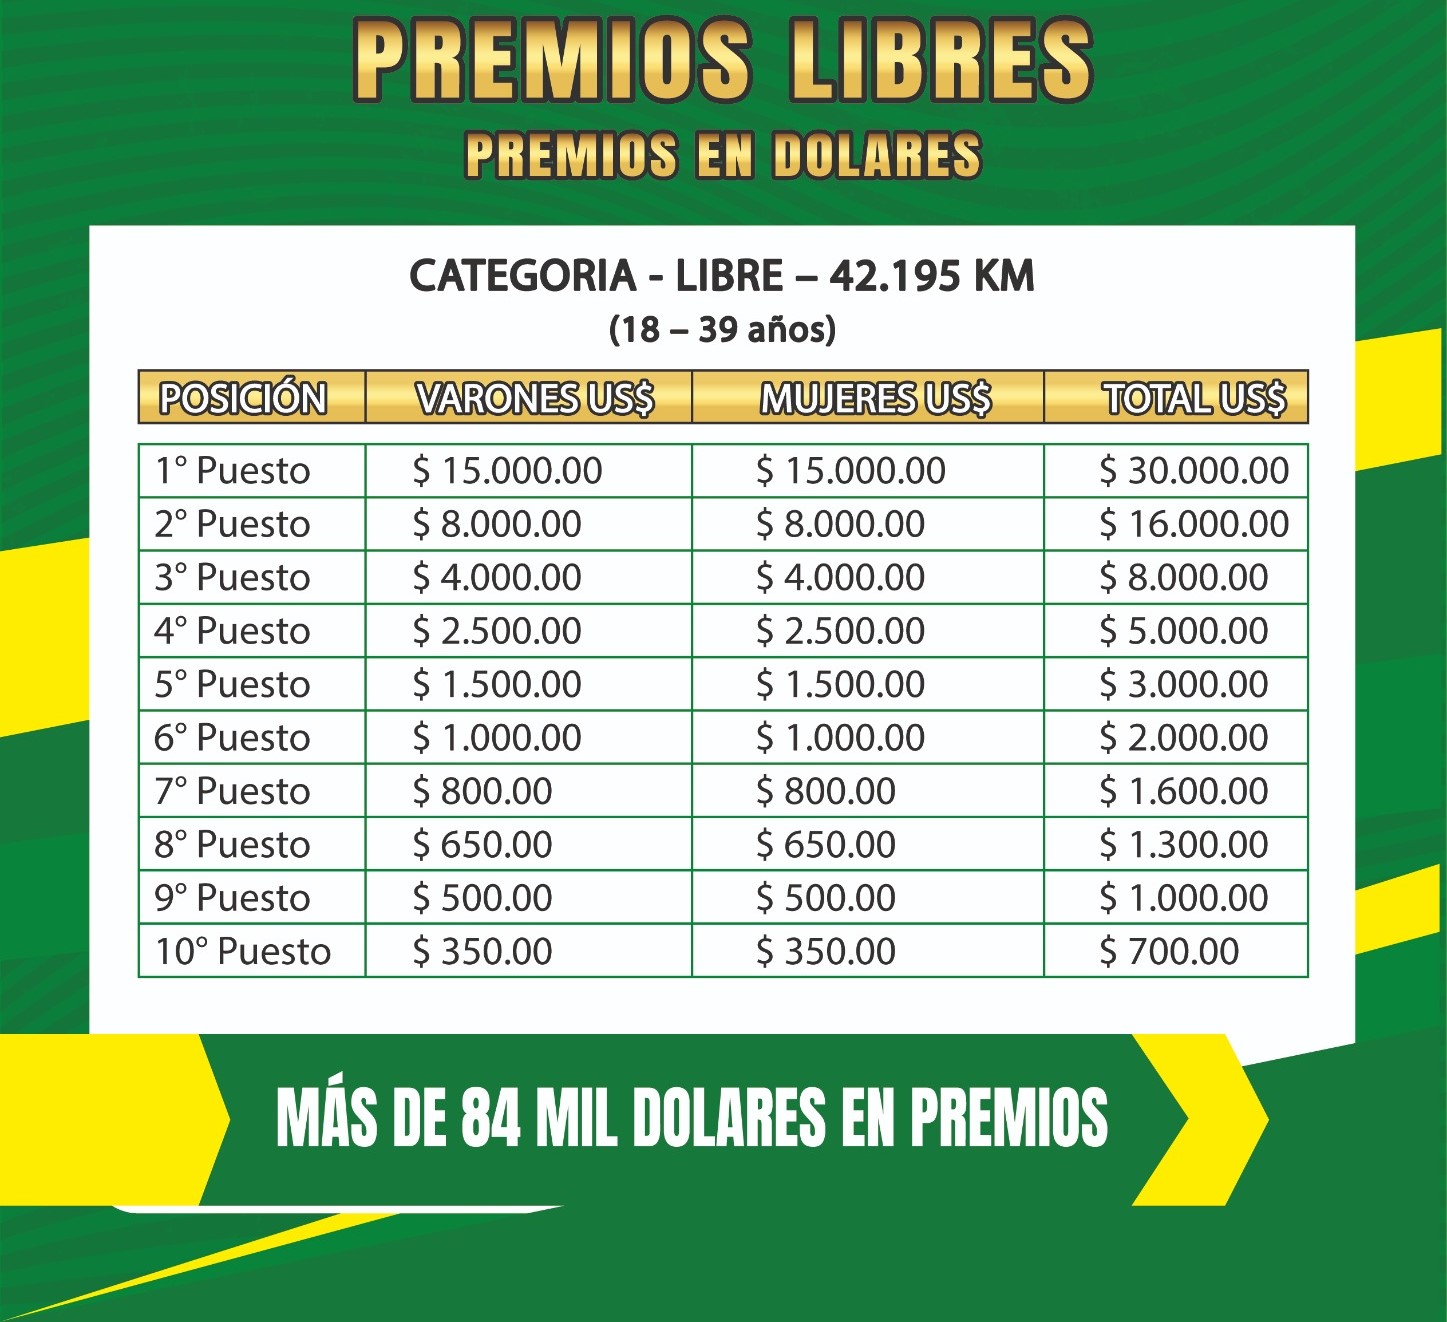 PREMIOS LIBRES
PREMIOS EN DOLARES
CATEGORIA - LIBRE – 42.195 KM
(18 – 39 años)
POSICIÓN VARONES US$ MUJERES US$ TOTAL US$
1° Puesto $ 15.000.00 $ 15.000.00 $ 30.000.00
2° Puesto $ 8.000.00 $ 8.000.00 $ 16.000.00
3° Puesto $ 4.000.00 $ 4.000.00 $ 8.000.00
4° Puesto $ 2.500.00 $ 2.500.00 $ 5.000.00
5° Puesto $ 1.500.00 $ 1.500.00 $ 3.000.00
6° Puesto $ 1.000.00 $ 1.000.00 $ 2.000.00
7° Puesto $ 800.00 $ 800.00 $ 1.600.00
8° Puesto $ 650.00 $ 650.00 $ 1.300.00
9° Puesto $ 500.00 $ 500.00 $ 1.000.00
10° Puesto $ 350.00 $ 350.00 $ 700.00
MÁS DE 84 MIL DOLARES EN PREMIOS